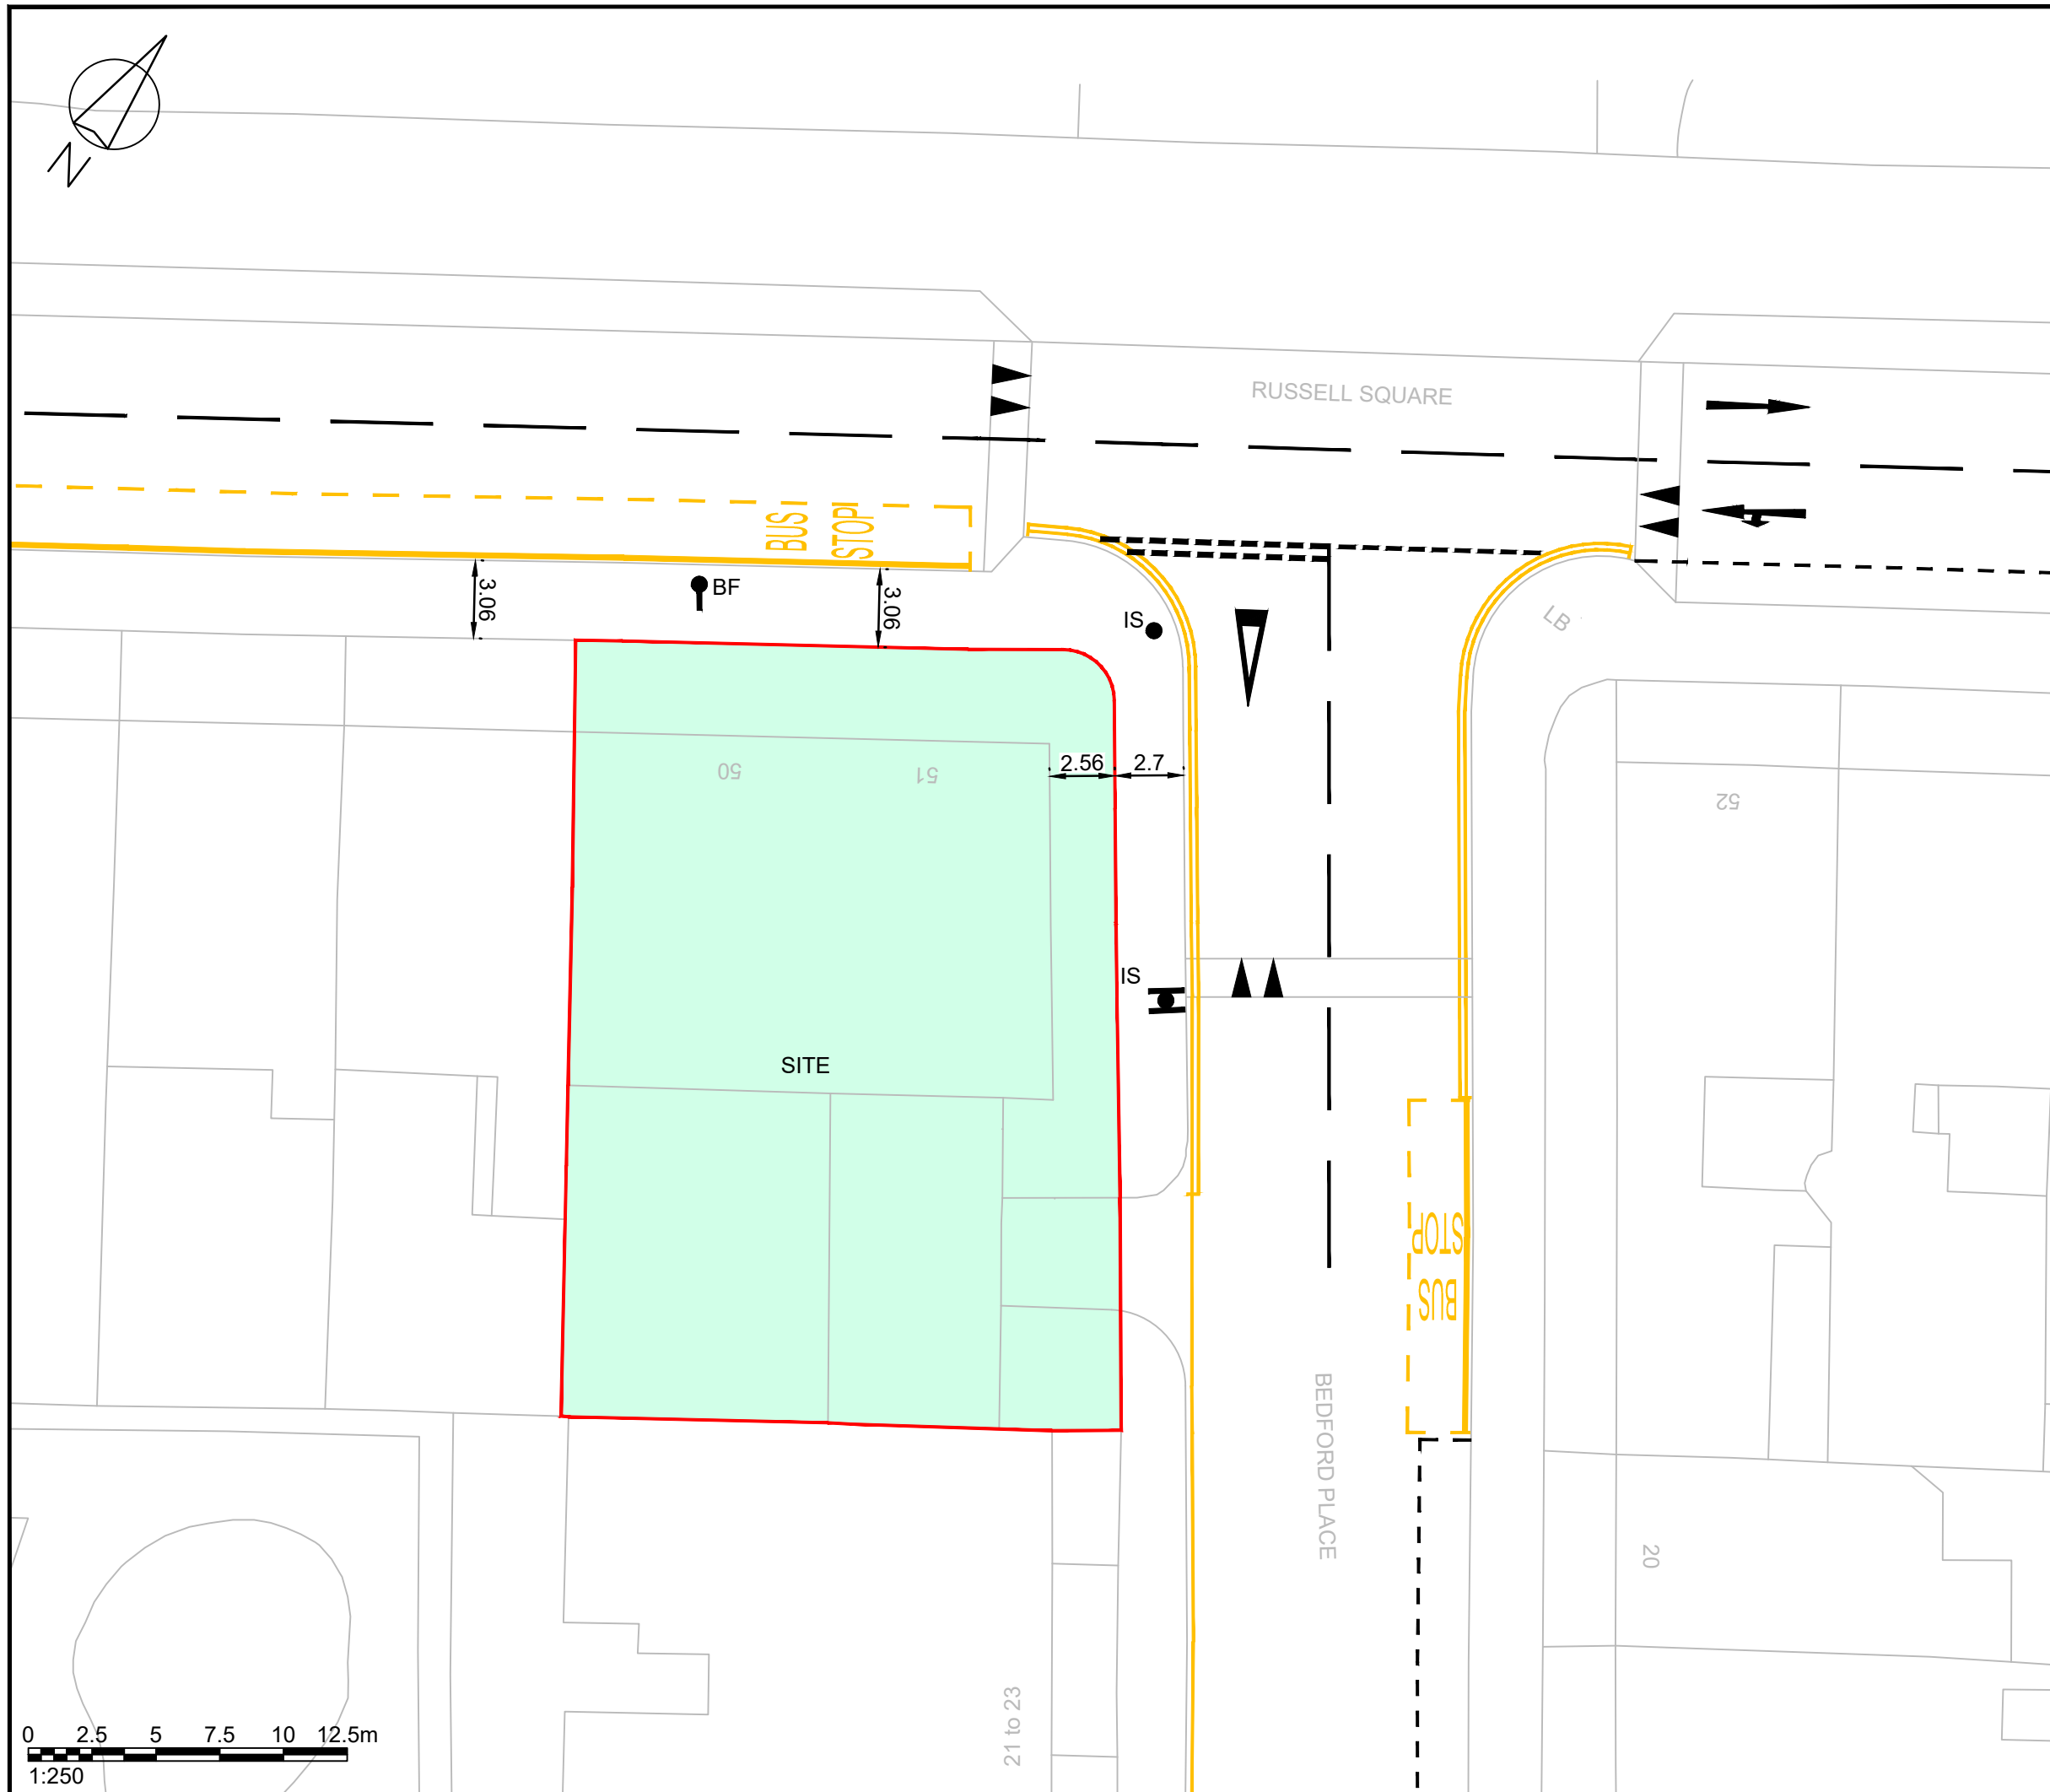 N
RUSSELL SQUARE
BUS
STOP
3.06
BF
3.06
IS
LB
50
51
2.56
2.7
52
IS
SITE
STOP
BUS
BEDFORD PLACE
20
21 to 23
0 2.5 5 7.5 10 12.5m
1:250